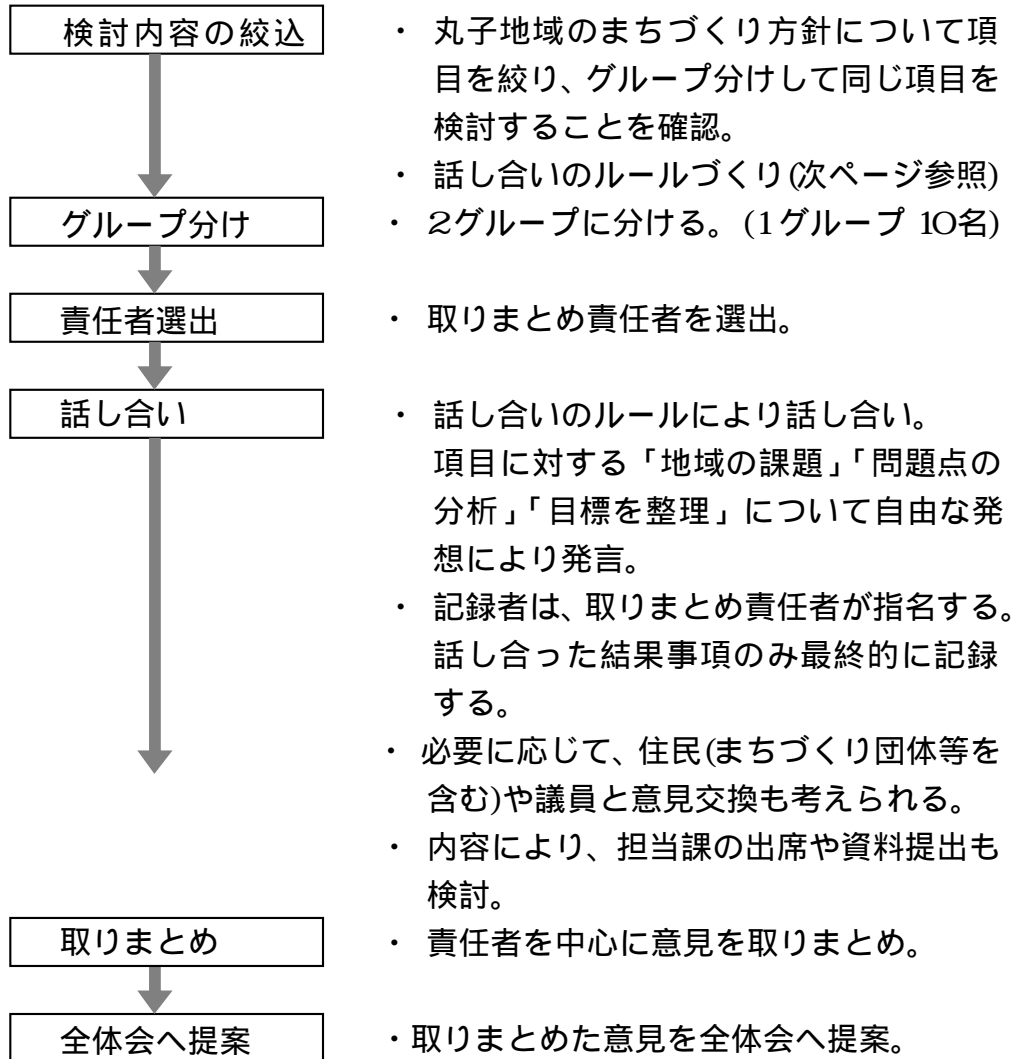 検討内容の絞込
・ 丸子地域のまちづくり方針について項
目を絞り、グループ分けして同じ項目を
検討することを確認。
・ 話し合いのルールづくり(次ページ参照)
グループ分け
・ 2グループに分ける。(1グループ 10名)
責任者選出
・ 取りまとめ責任者を選出。
話し合い
・ 話し合いのルールにより話し合い。
項目に対する「地域の課題」「問題点の
分析」「目標を整理」について自由な発
想により発言。
・ 記録者は、取りまとめ責任者が指名する。
話し合った結果事項のみ最終的に記録
する。
・ 必要に応じて、住民(まちづくり団体等を
含む)や議員と意見交換も考えられる。
・ 内容により、担当課の出席や資料提出も
検討。
取りまとめ
・ 責任者を中心に意見を取りまとめ。
全体会へ提案
・取りまとめた意見を全体会へ提案。